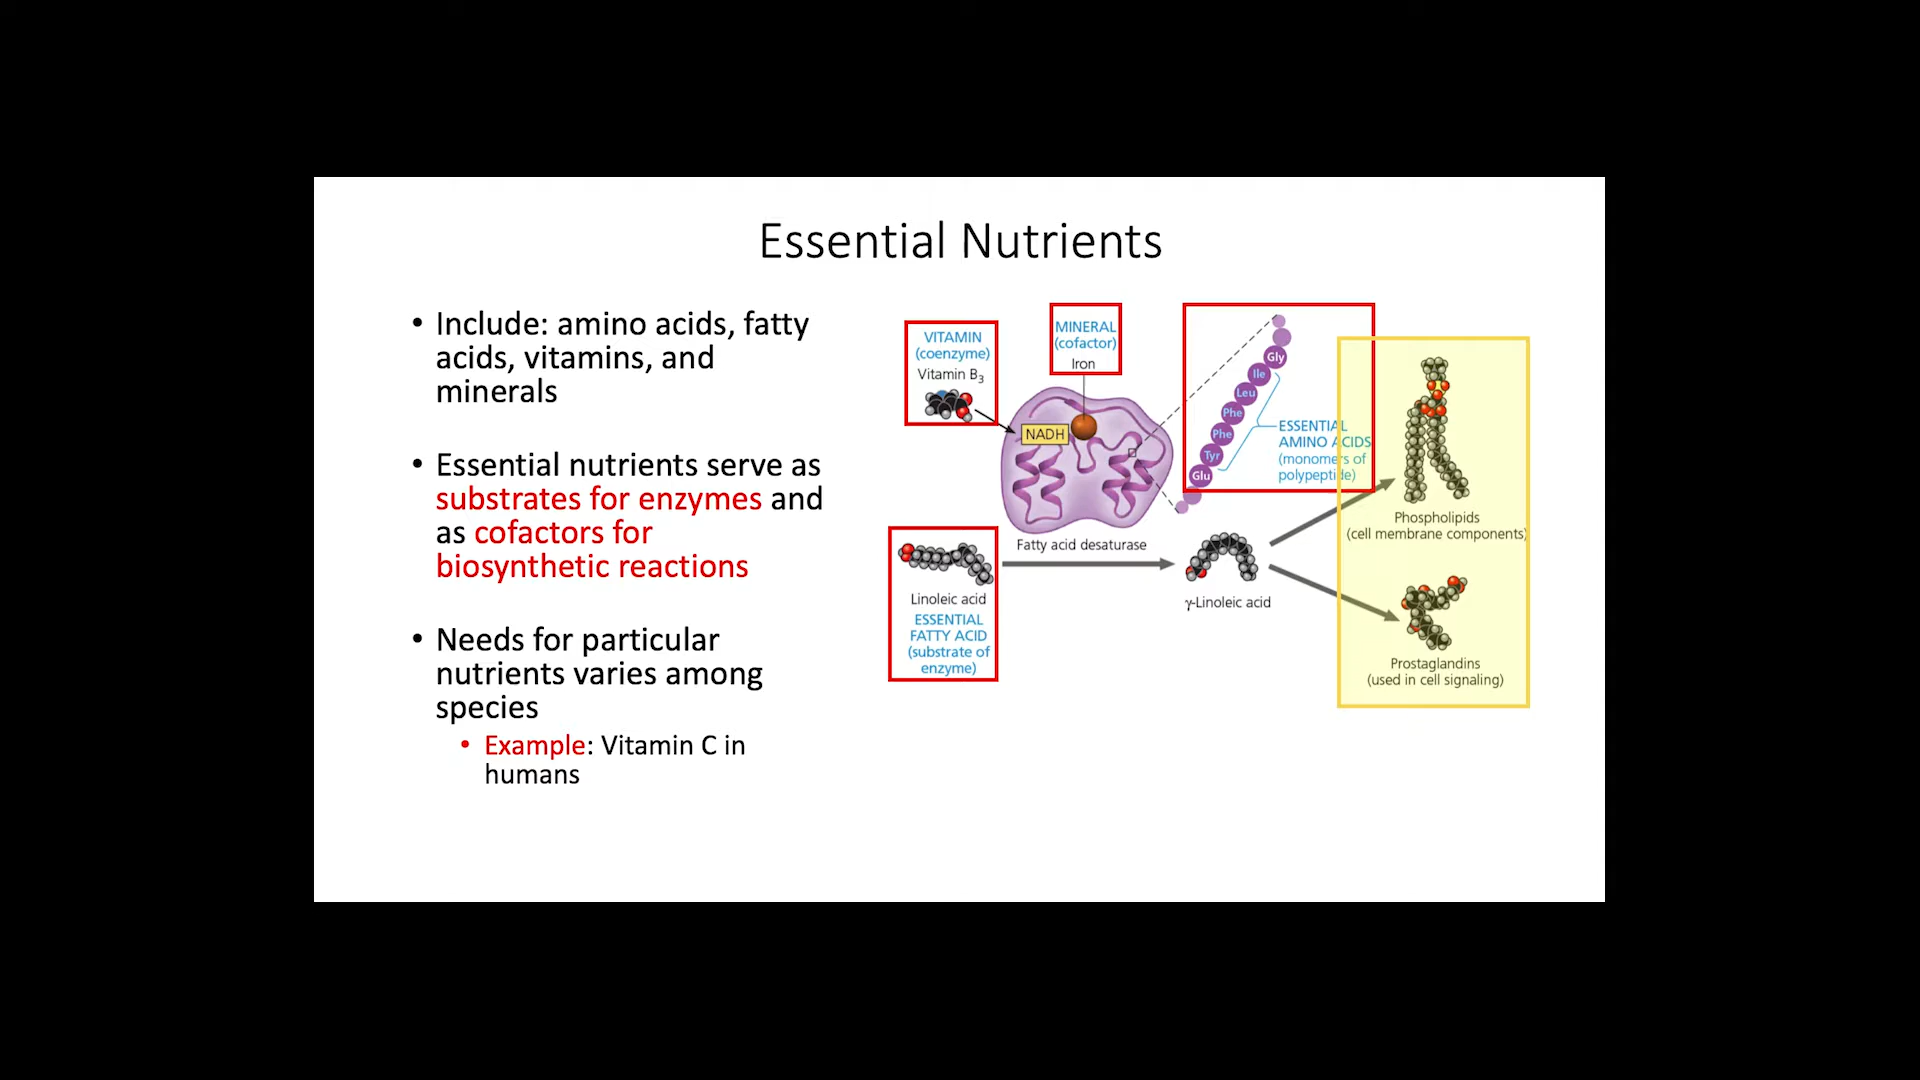 Essential Nutrients
• Include: amino acids, fatty
acids, vitamins, and
minerals
• Essential nutrients serve as
substrates for enzymes and
as cofactors for
biosynthetic reactions
• Needs for particular
nutrients varies among
species
• Example: Vitamin C in
humans
VITAMIN
(coenzyme)
Vitamin B3
MINERAL
(cofactor)
Iron
NADH
Gly
Ile
Leu
Phe
Phe
Tyr
Glu
ESSENTIAL
AMINO ACIDS
(monomers of
polypeptide)
Fatty acid desaturase
Linoleic acid
ESSENTIAL
FATTY ACID
(substrate of
enzyme)
γ-Linoleic acid
Phospholipids
(cell membrane components)
Prostaglandins
(used in cell signaling)